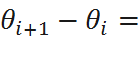 θ_{i+1} − θ_i =